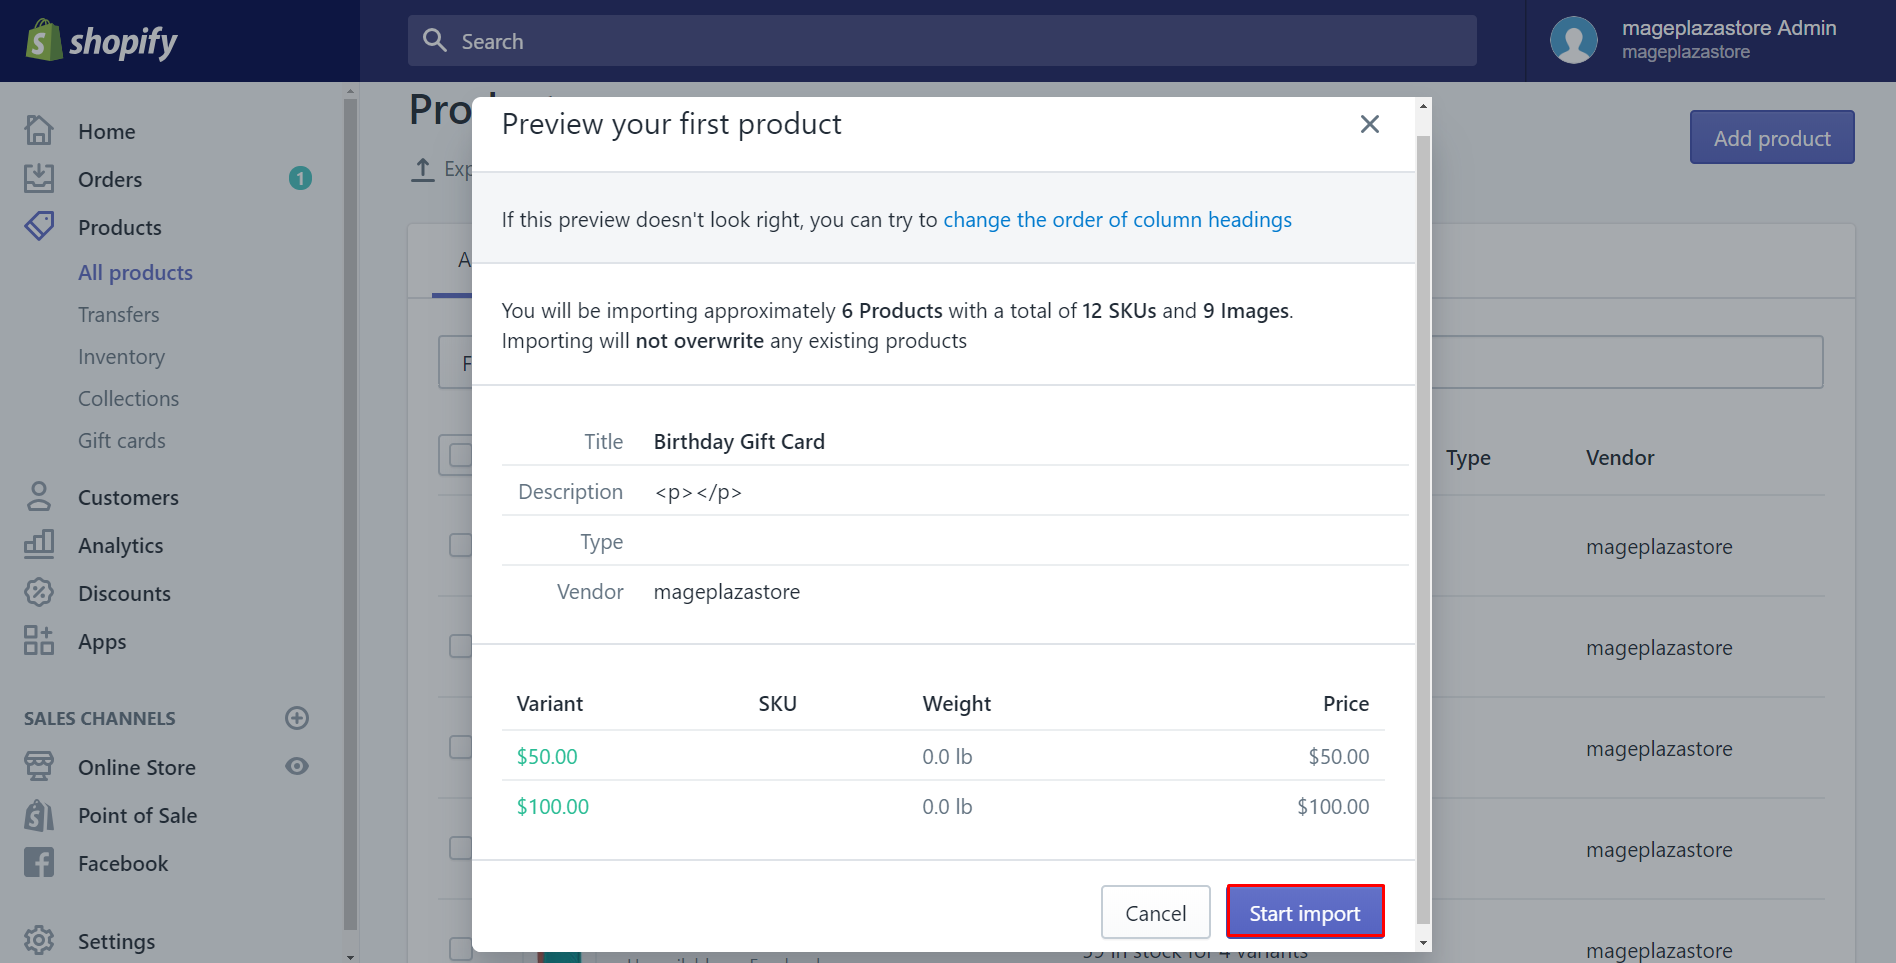 shopify
Search
mageplazastore Admin
mageplazastore
Home
Orders 1
Products
All products
Transfers
Inventory
Collections
Gift cards
Customers
Analytics
Discounts
Apps
SALES CHANNELS
Online Store
Point of Sale
Facebook
Settings
Add product
Type Vendor
mageplazastore
mageplazastore
mageplazastore
mageplazastore
mageplazastore
Preview your first product
If this preview doesn't look right, you can try to change the order of column headings
You will be importing approximately 6 Products with a total of 12 SKUs and 9 Images.
Importing will not overwrite any existing products
Title Birthday Gift Card
Description <p></p>
Type
Vendor mageplazastore
Variant SKU Weight Price
$50.00 0.0 lb $50.00
$100.00 0.0 lb $100.00
Cancel Start import
in stock for 4 variants